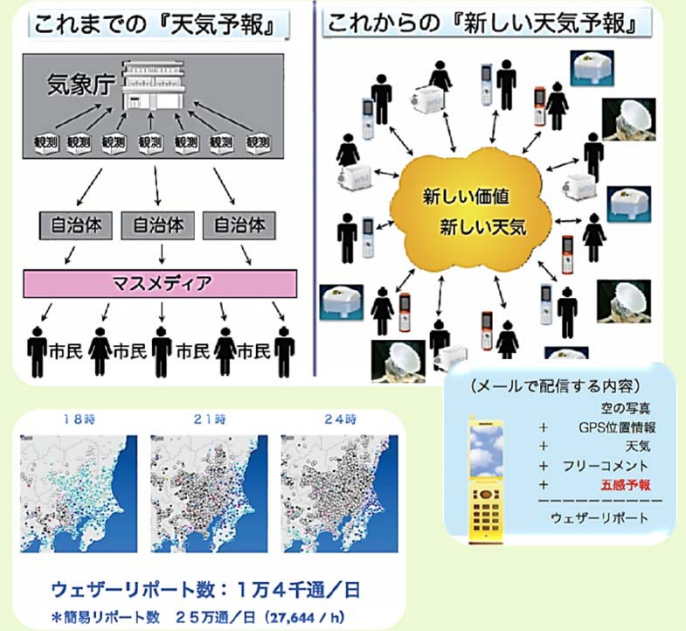 これまでの『天気予報』
気象庁
観測 観測 観測 観測 観測 観測 観測
自治体 自治体 自治体
マスメディア
市民 市民 市民 市民
これからの『新しい天気予報』
新しい価値
新しい天気
(メールで配信する内容)
空の写真
+ GPS位置情報
+ 天気
+ フリーコメント
+ 五感予報
ウェザーリポート
18時 21時 24時
ウェザーリポート数：1万4千通／日
＊簡易リポート数 25万通／日 (27,644 / h)